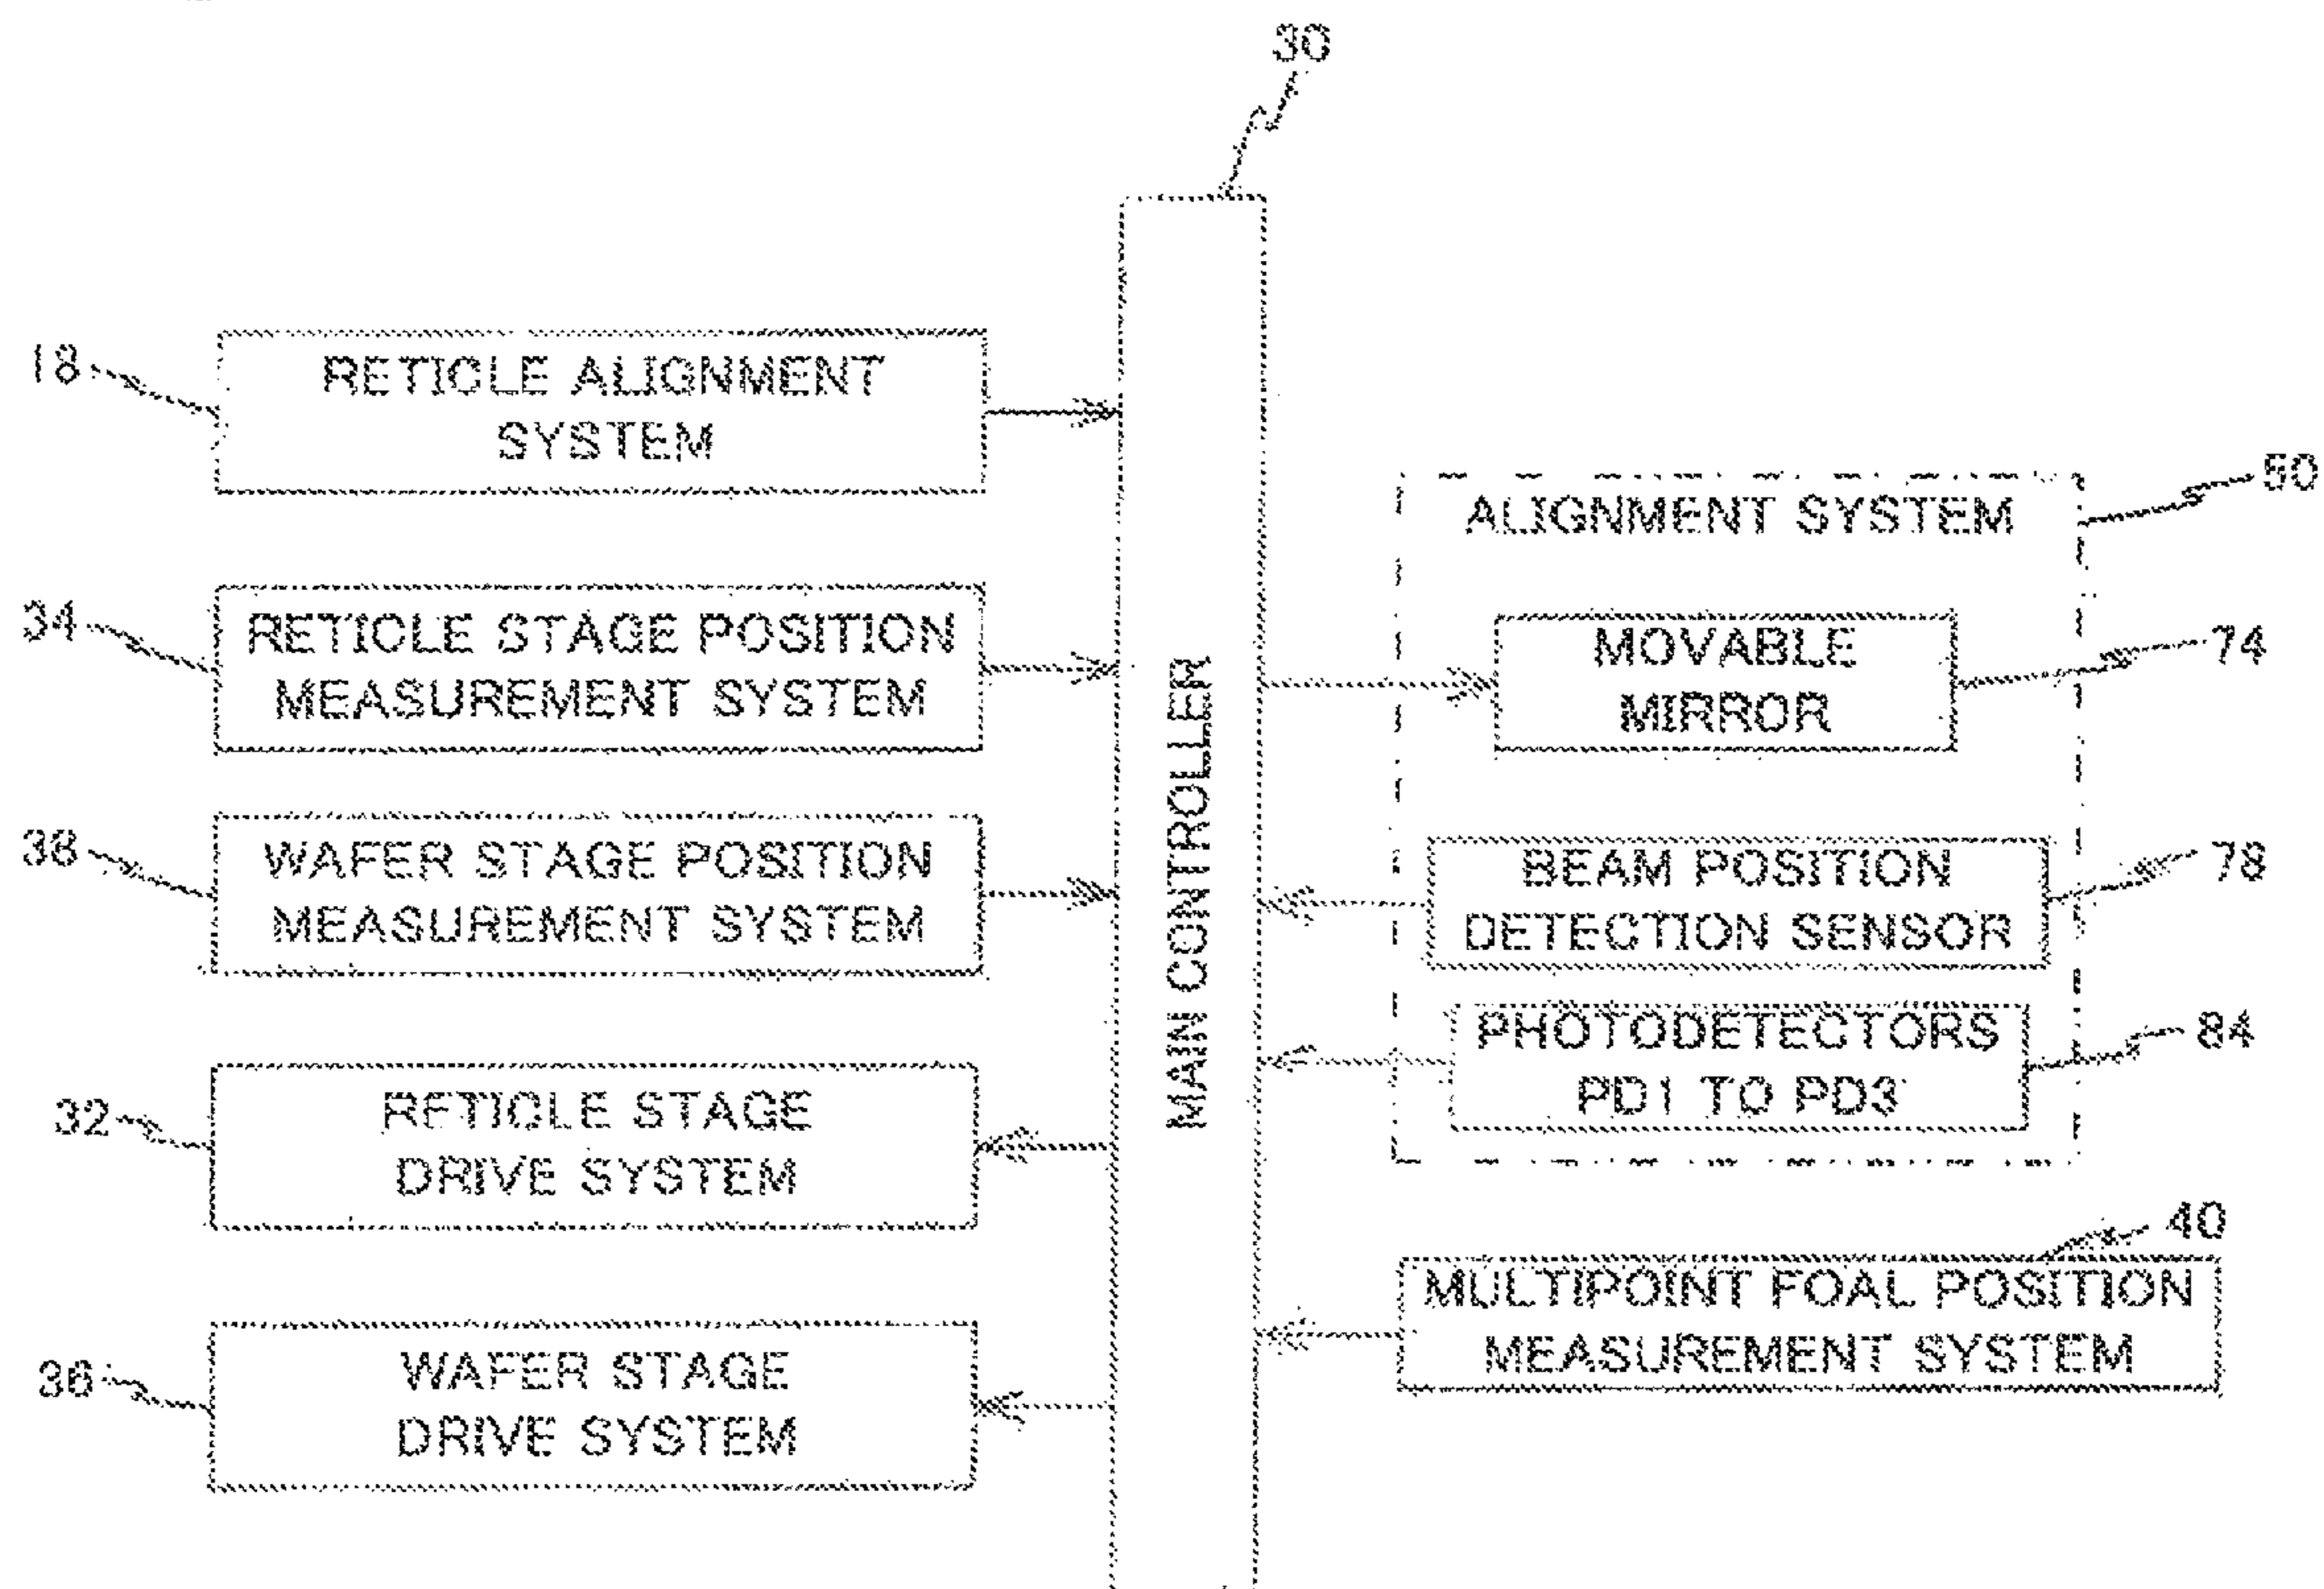 30
18
RETICLE ALIGNMENT
SYSTEM
34
RETICLE STAGE POSITION
MEASUREMENT SYSTEM
38
WAFER STAGE POSITION
MEASUREMENT SYSTEM
32
RETICLE STAGE
DRIVE SYSTEM
36
WAFER STAGE
DRIVE SYSTEM
MAIN CONTROLLER
50
ALIGNMENT SYSTEM
MOVABLE
MIRROR
74
BEAM POSITION
DETECTION SENSOR
78
PHOTODETECTORS
PD1 TO PD3
84
40
MULTIPOINT FOAL POSITION
MEASUREMENT SYSTEM